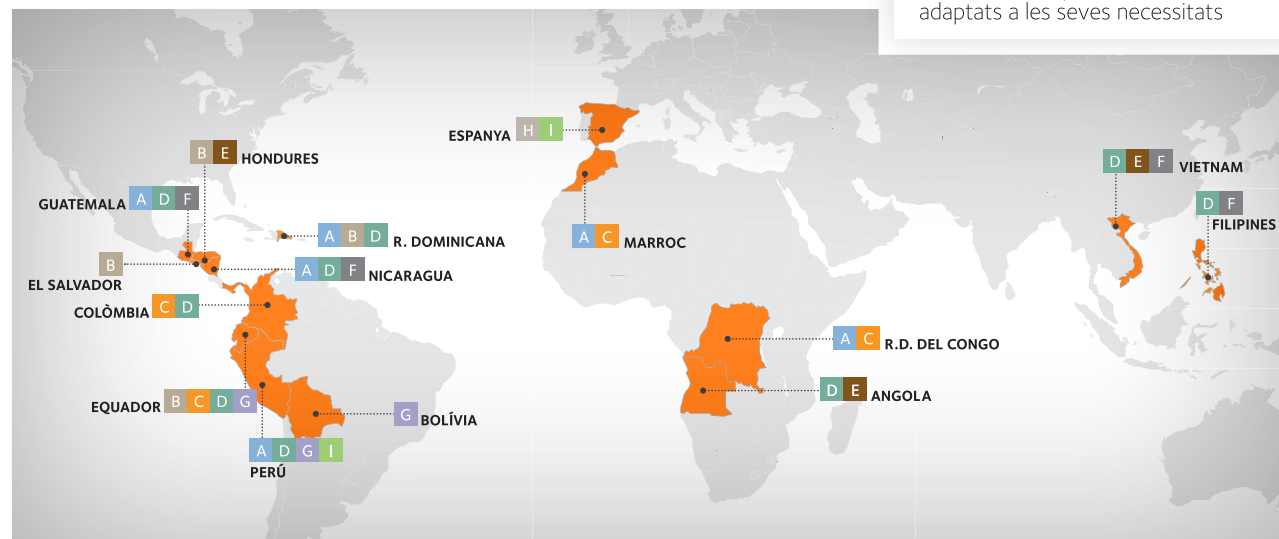 adaptats a les seves necessitats
ESPANYA H I
B E HONDURES
D E F VIETNAM
GUATEMALA A D F
D F
FILIPINES
A B D R. DOMINICANA
A C MARROC
B
EL SALVADOR
A D F NICARAGUA
COLÒMBIA C D
A C R.D. DEL CONGO
D E ANGOLA
EQUADOR B C D G
G BOLÍVIA
A D G I
PERÚ